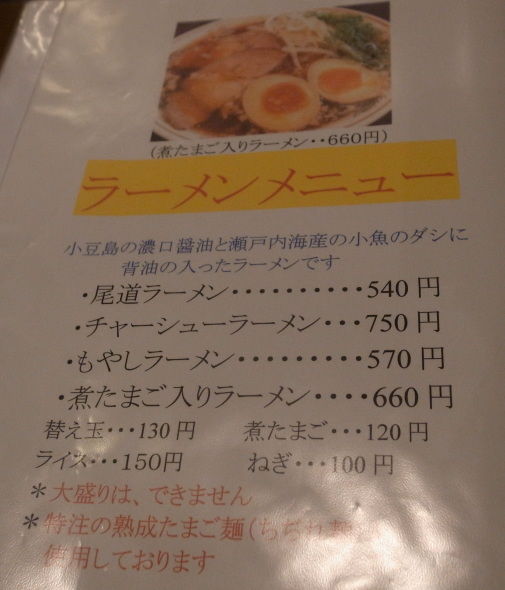 (煮たまご入りラーメン・・660円)
ラーメンメニュー
小豆島の濃口醤油と瀬戸内海産の小魚のダシに
背油の入ったラーメンです
・尾道ラーメン・・・・・・・・・・540円
・チャーシューラーメン・・・750円
・もやしラーメン・・・・・・・・・570円
・煮たまご入りラーメン・・・・660円
替え玉・・・130円 煮たまご・・・120円
ライス・・・150円 ねぎ・・・100円
＊大盛りは、できません
＊特注の熟成たまご麺(ちぢれ麺
使用しております